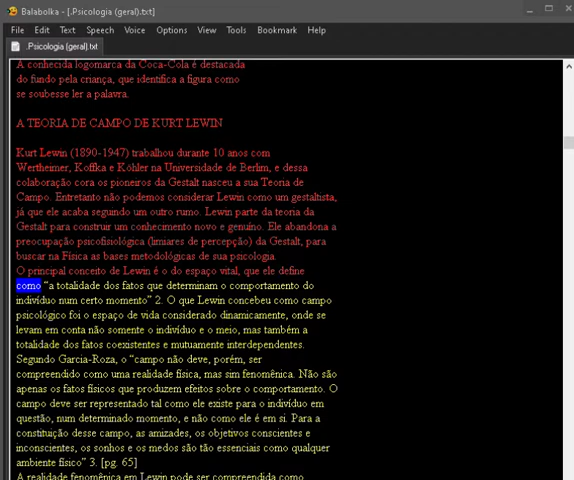 Balabolka - [.Psicologia (geral).txt]
File Edit Text Speech Voice Options View Tools Bookmark Help
.Psicologia (geral).txt
A conhecida logomarca da Coca-Cola é destacada
do fundo pela criança, que identifica a figura como
se soubesse ler a palavra.
A TEORIA DE CAMPO DE KURT LEWIN
Kurt Lewin (1890-1947) trabalhou durante 10 anos com
Wertheimer, Koffka e Köhler na Universidade de Berlim, e dessa
colaboração cora os pioneiros da Gestalt nasceu a sua Teoria de
Campo. Entretanto não podemos considerar Lewin como um gestaltista,
já que ele acaba seguindo um outro rumo. Lewin parte da teoria da
Gestalt para construir um conhecimento novo e genuíno. Ele abandona a
preocupação psicofisiológica (limiares de percepção) da Gestalt, para
buscar na Física as bases metodológicas de sua psicologia.
O principal conceito de Lewin é o do espaço vital, que ele define
como “a totalidade dos fatos que determinam o comportamento do
indivíduo num certo momento” 2. O que Lewin concebeu como campo
psicológico foi o espaço de vida considerado dinamicamente, onde se
levam em conta não somente o indivíduo e o meio, mas também a
totalidade dos fatos coexistentes e mutuamente interdependentes.
Segundo Garcia-Roza, o “campo não deve, porém, ser
compreendido como uma realidade física, mas sim fenomênica. Não são
apenas os fatos físicos que produzem efeitos sobre o comportamento. O
campo deve ser representado tal como ele existe para o indivíduo em
questão, num determinado momento, e não como ele é em si. Para a
constituição desse campo, as amizades, os objetivos conscientes e
inconscientes, os sonhos e os medos são tão essenciais como qualquer
ambiente físico” 3. [pg. 65]
A realidade fenomênica em Lewin pode ser compreendida como